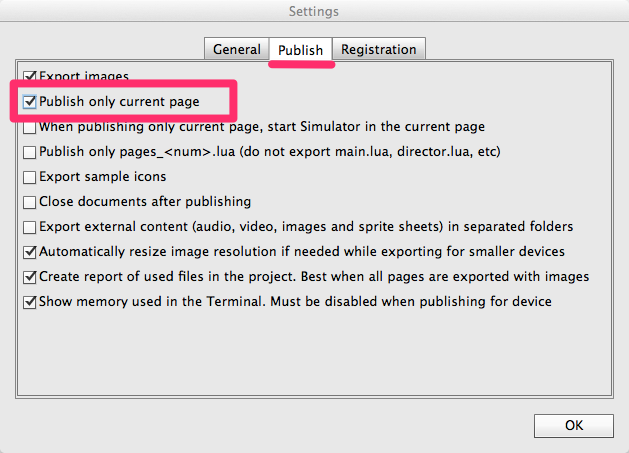 Settings
General Publish Registration
Export images
Publish only current page
When publishing only current page, start Simulator in the current page
Publish only pages_<num>.lua (do not export main.lua, director.lua, etc)
Export sample icons
Close documents after publishing
Export external content (audio, video, images and sprite sheets) in separated folders
Automatically resize image resolution if needed while exporting for smaller devices
Create report of used files in the project. Best when all pages are exported with images
Show memory used in the Terminal. Must be disabled when publishing for device
OK